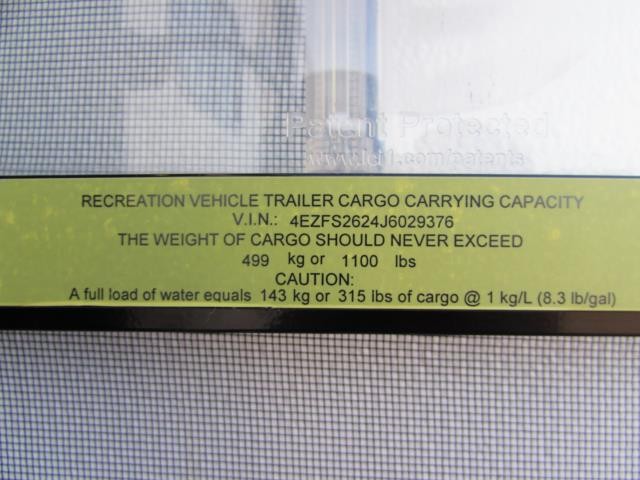 Patent Protected
www.lci1.com/patents
RECREATION VEHICLE TRAILER CARGO CARRYING CAPACITY
V.I.N.: 4EZFS2624J6029376
THE WEIGHT OF CARGO SHOULD NEVER EXCEED
499 kg or 1100 lbs
CAUTION:
A full load of water equals 143 kg or 315 lbs of cargo @ 1 kg/L (8.3 lb/gal)